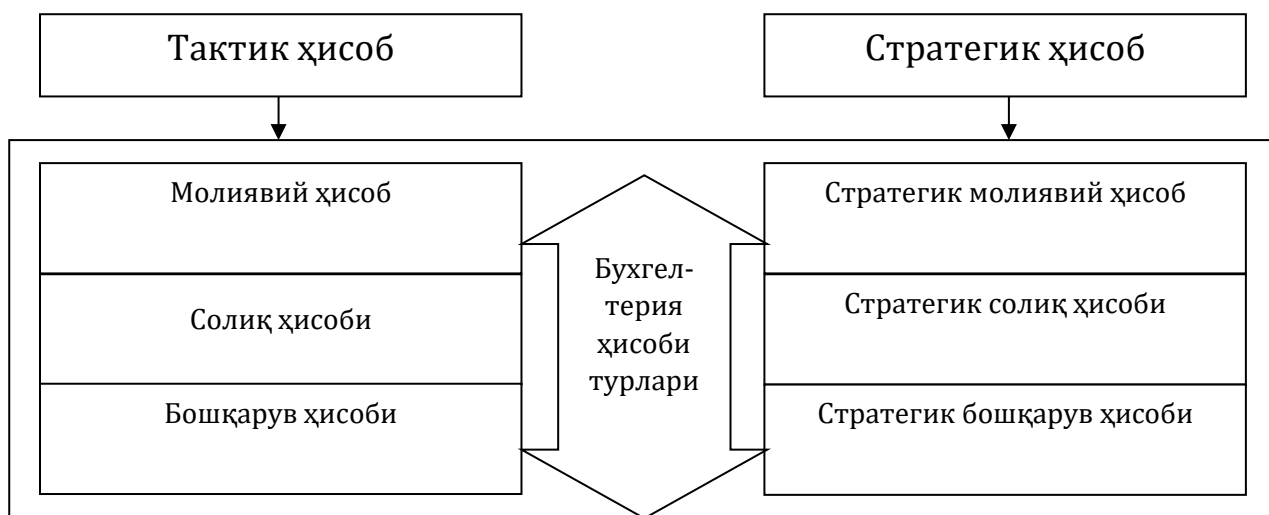 Тактик ҳисоб
Стратегик ҳисоб
Молиявий ҳисоб
Солиқ ҳисоби
Бошқарув ҳисоби
Бухгел-
терия
ҳисоби
турлари
Стратегик молиявий ҳисоб
Стратегик солиқ ҳисоби
Стратегик бошқарув ҳисоби